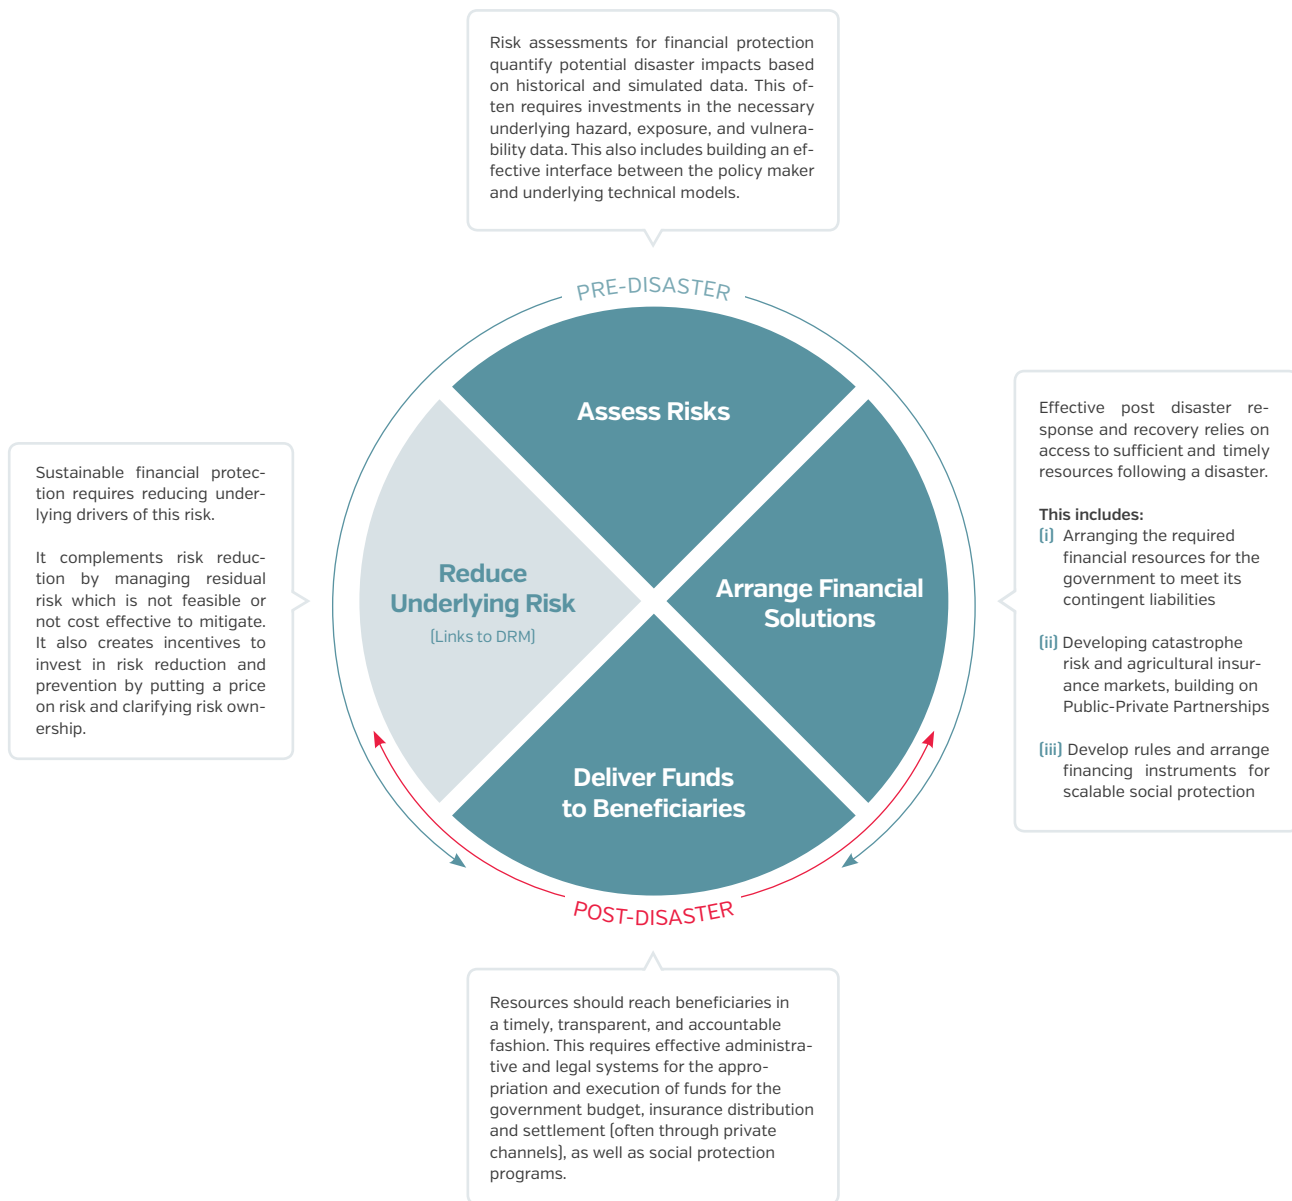 Risk assessments for financial protection
quantify potential disaster impacts based
on historical and simulated data. This of-
ten requires investments in the necessary
underlying hazard, exposure, and vulnera-
bility data. This also includes building an ef-
fective interface between the policy maker
and underlying technical models.
PRE-DISASTER
Assess Risks
Sustainable financial protec-
tion requires reducing under-
lying drivers of this risk.
It complements risk reduc-
tion by managing residual
risk which is not feasible or
not cost effective to mitigate.
It also creates incentives to
invest in risk reduction and
prevention by putting a price
on risk and clarifying risk own-
ership.
Reduce
Underlying Risk
(Links to DRM)
Arrange Financial
Solutions
Effective post disaster re-
sponse and recovery relies on
access to sufficient and timely
resources following a disaster.
This includes:
(i) Arranging the required
financial resources for the
government to meet its
contingent liabilities
(ii) Developing catastrophe
risk and agricultural insur-
ance markets, building on
Public-Private Partnerships
(iii) Develop rules and arrange
financing instruments for
scalable social protection
Deliver Funds
to Beneficiaries
POST-DISASTER
Resources should reach beneficiaries in
a timely, transparent, and accountable
fashion. This requires effective administra-
tive and legal systems for the appro-
priation and execution of funds for the
government budget, insurance distribution
and settlement (often through private
channels), as well as social protection
programs.